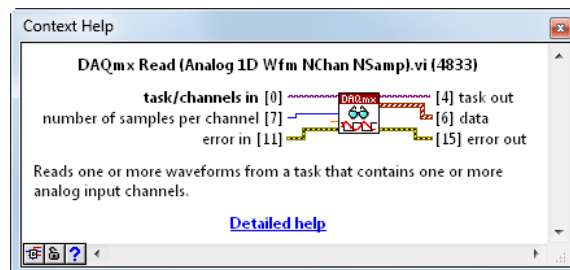 Context Help
DAQmx Read (Analog 1D Wfm NChan NSamp).vi (4833)
task/channels in [0] DAQmx [4] task out
number of samples per channel [7] [6] data
error in [11] [15] error out
Reads one or more waveforms from a task that contains one or more
analog input channels.
Detailed help
?